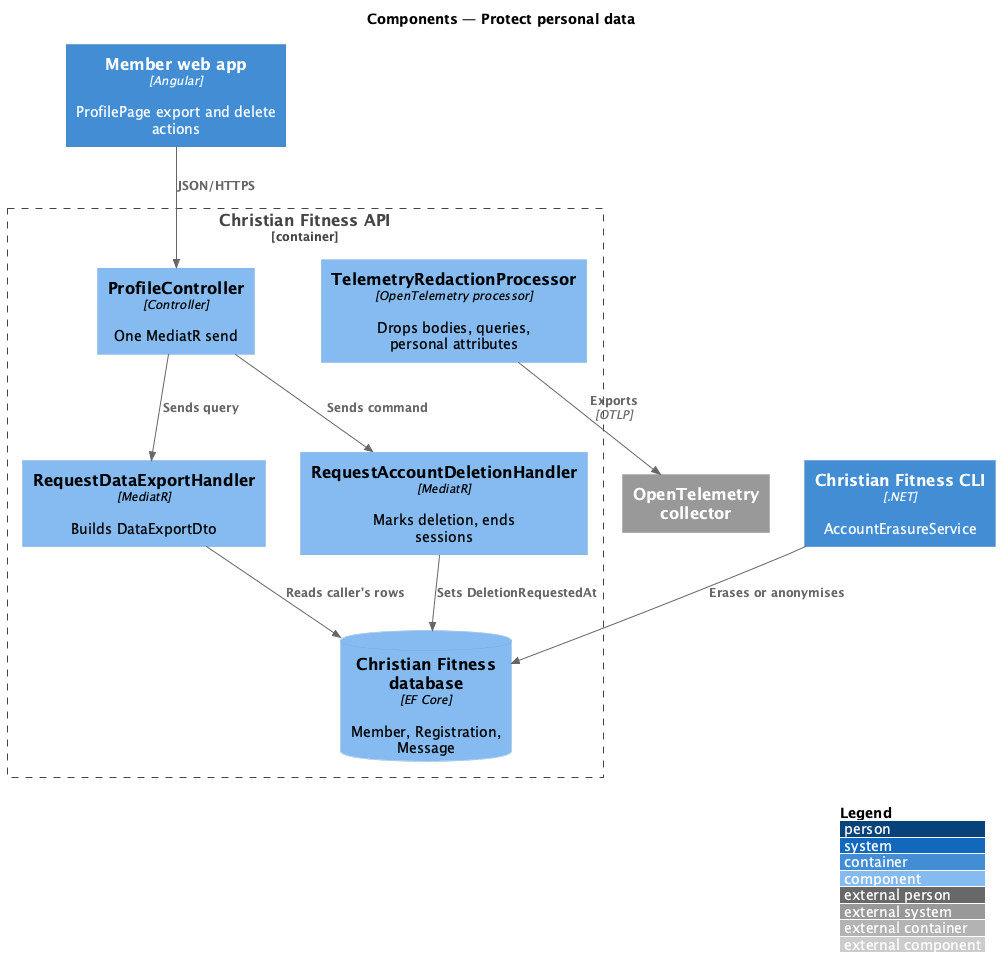 Components — Protect personal data
Member web app
[Angular]
ProfilePage export and delete
actions
JSON/HTTPS
Christian Fitness API
[container]
ProfileController
[Controller]
One MediatR send
TelemetryRedactionProcessor
[OpenTelemetry processor]
Drops bodies, queries,
personal attributes
Sends query
Sends command
Exports
[OTLP]
RequestDataExportHandler
[MediatR]
Builds DataExportDto
RequestAccountDeletionHandler
[MediatR]
Marks deletion, ends
sessions
OpenTelemetry
collector
Christian Fitness CLI
[.NET]
AccountErasureService
Reads caller's rows
Sets DeletionRequestedAt
Erases or anonymises
Christian Fitness
database
[EF Core]
Member, Registration,
Message
Legend
person
system
container
component
external person
external system
external container
external component